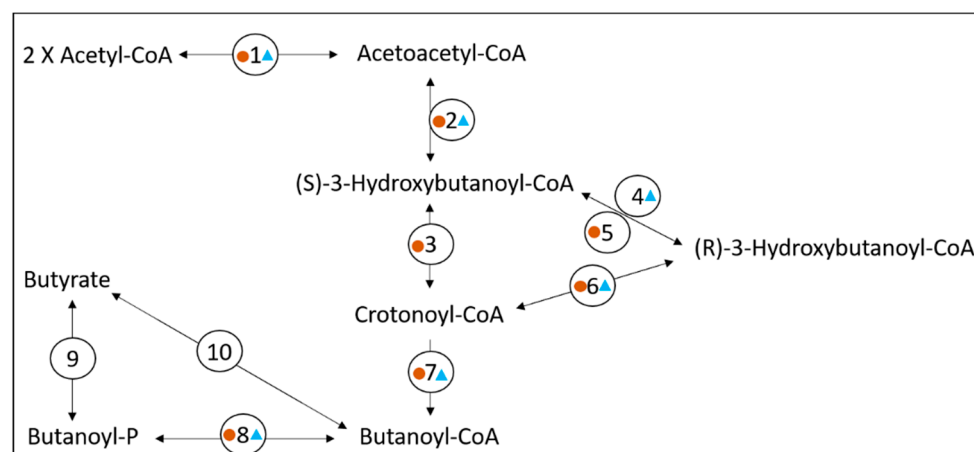 2 X Acetyl-CoA
1
Acetoacetyl-CoA
2
(S)-3-Hydroxybutanoyl-CoA
4
5
3
(R)-3-Hydroxybutanoyl-CoA
Butyrate
6
Crotonoyl-CoA
10
9
7
Butanoyl-P
8
Butanoyl-CoA